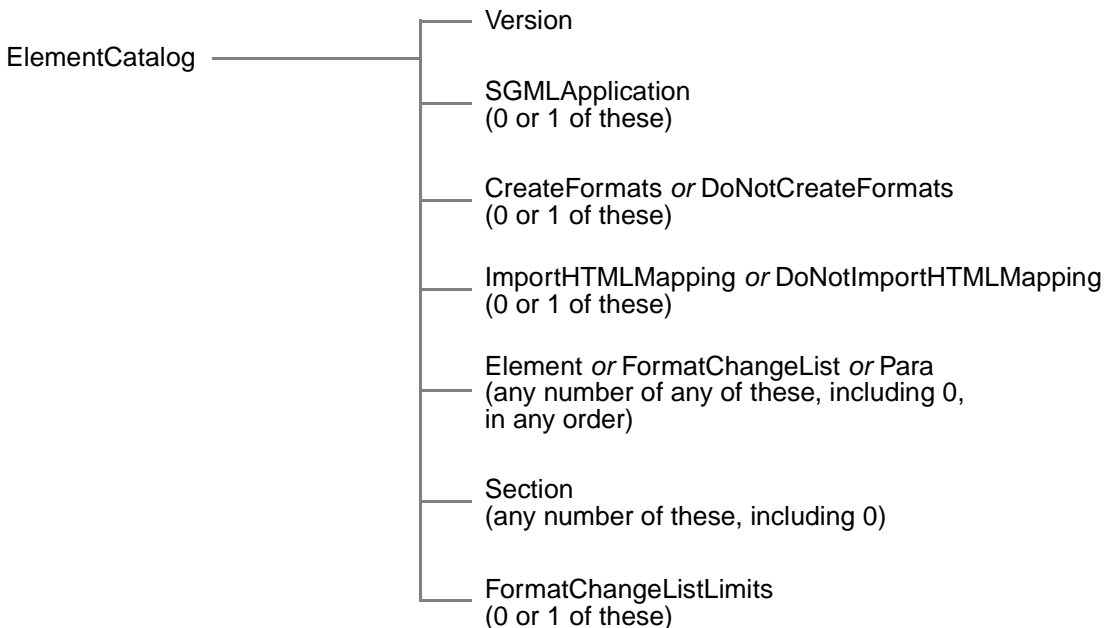 Version
ElementCatalog
SGMLApplication
(0 or 1 of these)
CreateFormats or DoNotCreateFormats
(0 or 1 of these)
ImportHTMLMapping or DoNotImportHTMLMapping
(0 or 1 of these)
Element or FormatChangeList or Para
(any number of any of these, including 0,
in any order)
Section
(any number of these, including 0)
FormatChangeListLimits
(0 or 1 of these)